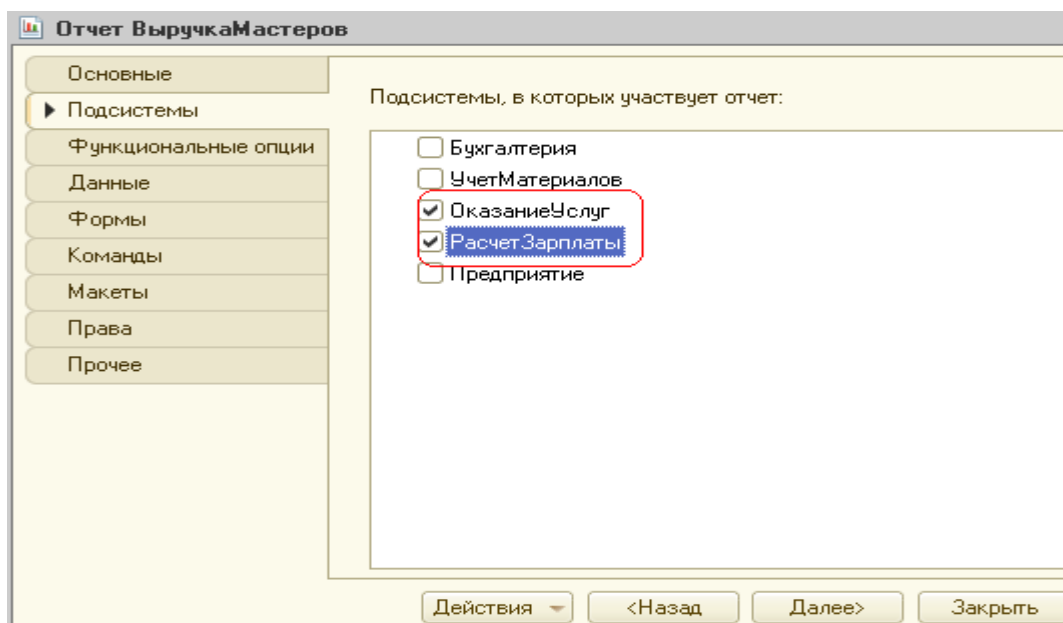 Отчет ВыручкаМастеров
Основные
Подсистемы
Функциональные опции
Данные
Формы
Команды
Макеты
Права
Прочее
Подсистемы, в которых участвует отчет:
Бухгалтерия
УчетМатериалов
ОказаниеУслуг
РасчетЗарплаты
Предприятие
Действия
<Назад
Далее>
Закрыть